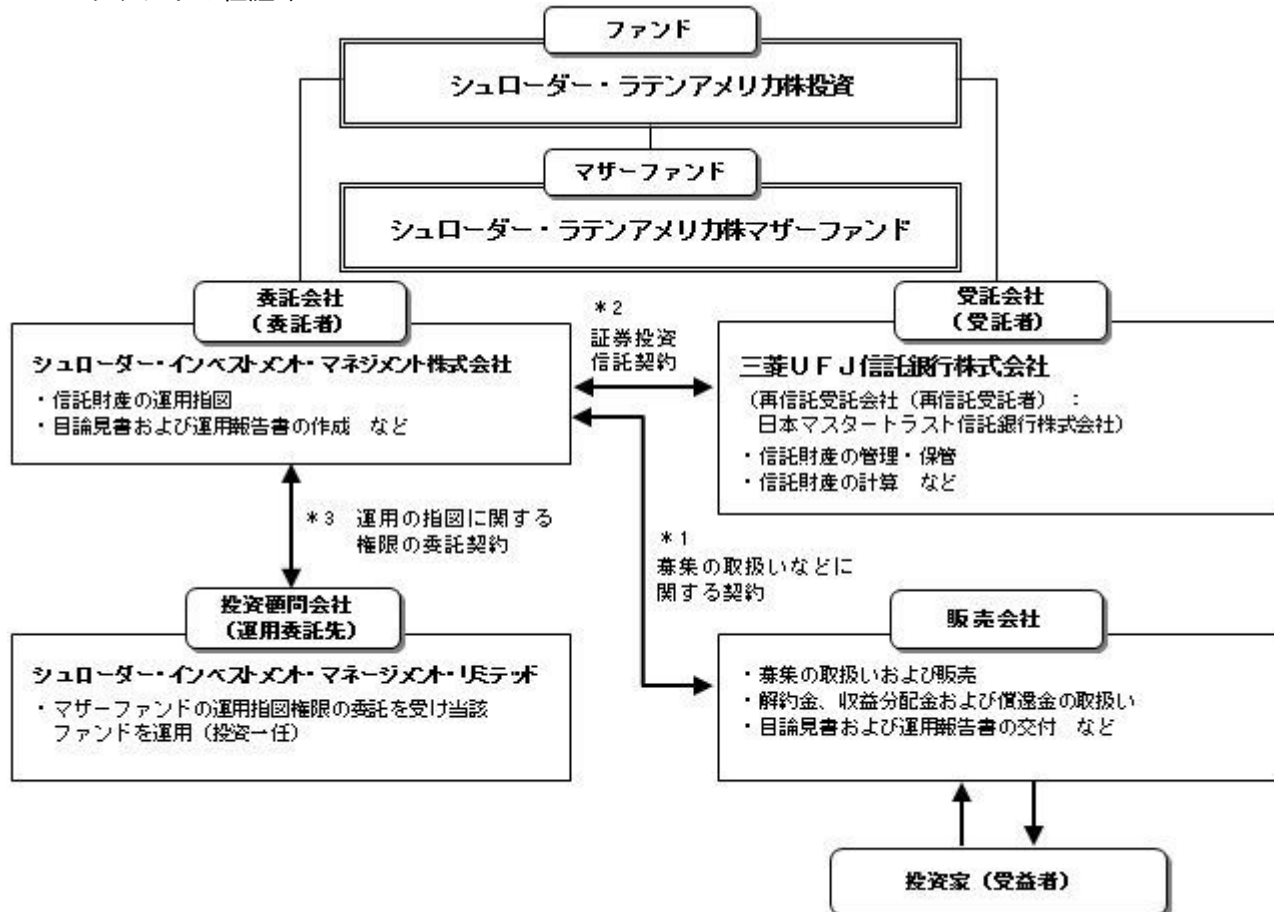 ファンド
シュローダー・ラテンアメリカ株投資
マザーファンド
シュローダー・ラテンアメリカ株マザーファンド
委託会社
(委託者)
シュローダー・インベストメント・マネジメント株式会社
・信託財産の運用指図
・目論見書および運用報告書の作成　など
＊2
証券投資
信託契約
受託会社
(受託者)
三菱ＵＦＪ信託銀行株式会社
(再信託受託会社（再信託受託者）：
日本マスタートラスト信託銀行株式会社)
・信託財産の管理・保管
・信託財産の計算　など
＊3　運用の指図に関する
権限の委託契約
＊1
募集の取扱いなどに
関する契約
投資顧問会社
(運用委託先)
シュローダー・インベストメント・マネージメント・リミテッド
・マザーファンドの運用指図権限の委託を受け当該
ファンドを運用（投資一任）
販売会社
・募集の取扱いおよび販売
・解約金、収益分配金および償還金の取扱い
・目論見書および運用報告書の交付　など
投資家（受益者）